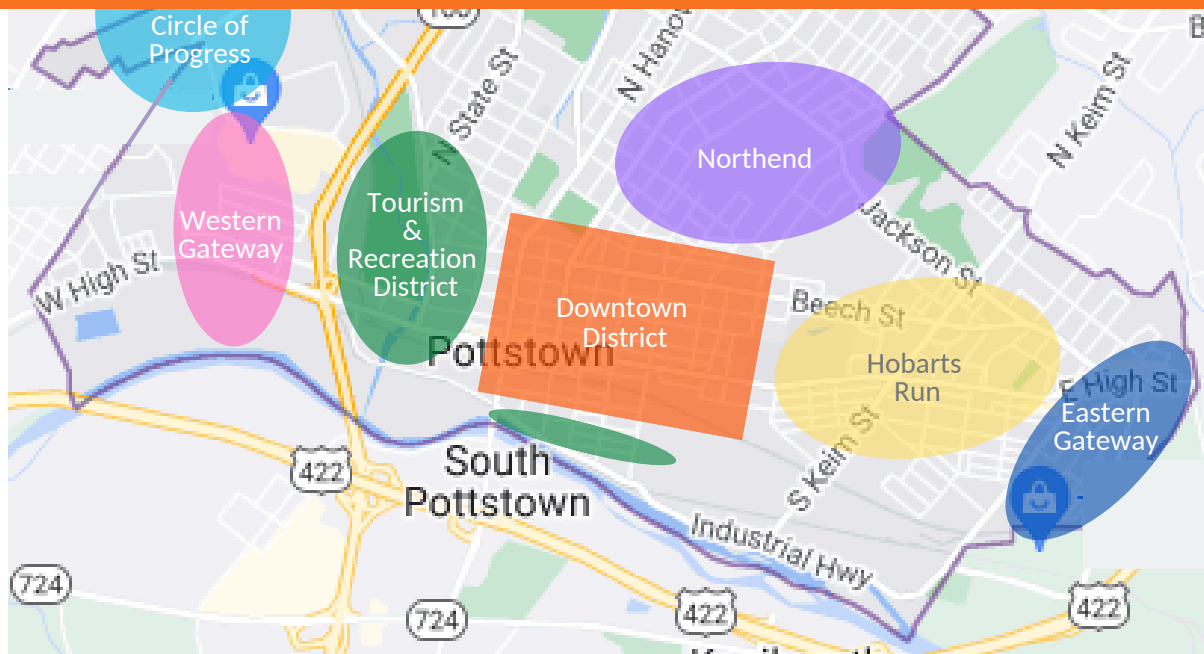 Circle of
Progress
100
N Hanov
N State St
N Keim St
B
Northend
Tourism
&
Recreation
District
Western
Gateway
Jackson St
W High St
Downtown
District
Beech St
Pottstown
Hobarts
Run
E High St
Eastern
Gateway
S Keim St
South
Pottstown
422
Industrial Hwy
724
724
422
422